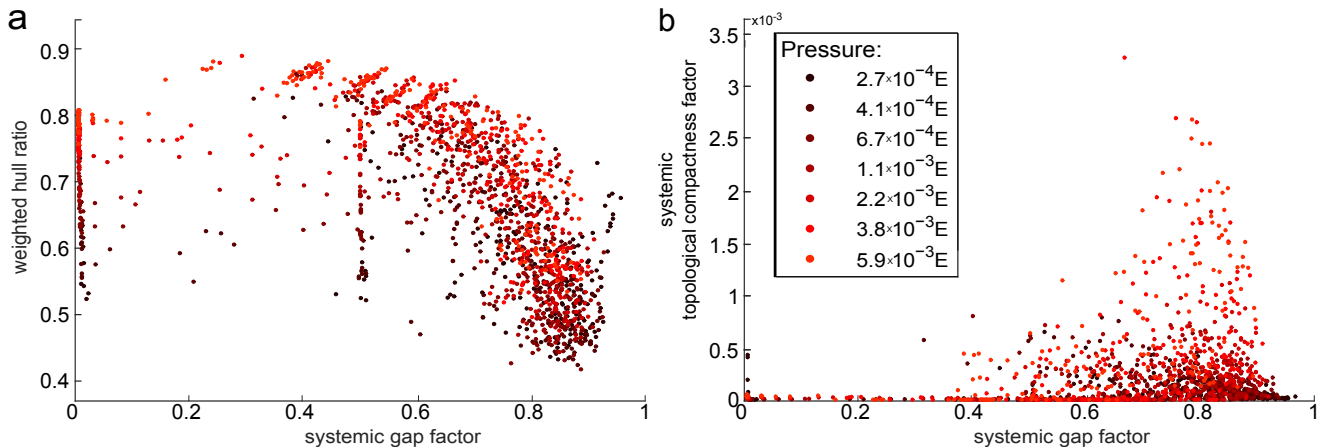 a
0.9
0.8
0.7
0.6
0.5
0.4
weighted hull ratio
0
0.2
0.4
0.6
0.8
1
systemic gap factor
b
×10⁻³
3.5
3
2.5
2
1.5
1
0.5
0
systemic
topological compactness factor
Pressure:
2.7×10⁻⁴E
4.1×10⁻⁴E
6.7×10⁻⁴E
1.1×10⁻³E
2.2×10⁻³E
3.8×10⁻³E
5.9×10⁻³E
0
0.2
0.4
0.6
0.8
1
systemic gap factor